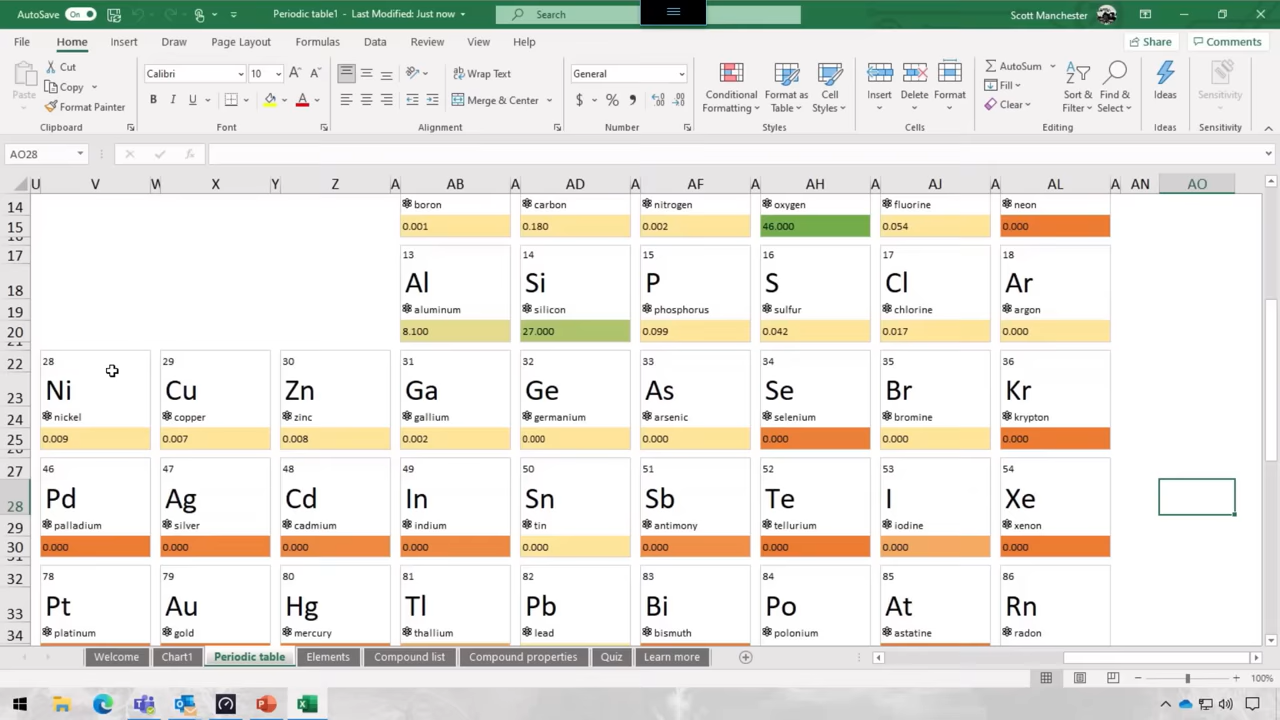 AutoSave On Periodic table1 - Last Modified: Just now Search Scott Manchester
File Home Insert Draw Page Layout Formulas Data Review View Help Share Comments
Paste Cut Copy Format Painter Clipboard
Calibri 10 B I U A Font
Wrap Text Merge & Center Alignment
General $ % Number
Conditional Formatting Format as Table Cell Styles Styles
Insert Delete Format Cells
AutoSum Fill Clear Sort & Filter Find & Select Editing
Ideas Ideas
Sensitivity Sensitivity
AO28 fx
U V W X Y Z A AB A AD A AF A AH A AJ A AL A AN AO
14 boron carbon nitrogen oxygen fluorine neon
15 0.001 0.180 0.002 46.000 0.054 0.000
16
17 13 14 15 16 17 18
18 Al Si P S Cl Ar
19 aluminum silicon phosphorus sulfur chlorine argon
20 8.100 27.000 0.099 0.042 0.017 0.000
21
22 28 29 30 31 32 33 34 35 36
23 Ni Cu Zn Ga Ge As Se Br Kr
24 nickel copper zinc gallium germanium arsenic selenium bromine krypton
25 0.009 0.007 0.008 0.002 0.000 0.000 0.000 0.000 0.000
26
27 46 47 48 49 50 51 52 53 54
28 Pd Ag Cd In Sn Sb Te I Xe
29 palladium silver cadmium indium tin antimony tellurium iodine xenon
30 0.000 0.000 0.000 0.000 0.000 0.000 0.000 0.000 0.000
31
32 78 79 80 81 82 83 84 85 86
33 Pt Au Hg Tl Pb Bi Po At Rn
34 platinum gold mercury thallium lead bismuth polonium astatine radon
Welcome Chart1 Periodic table Elements Compound list Compound properties Quiz Learn more
100%